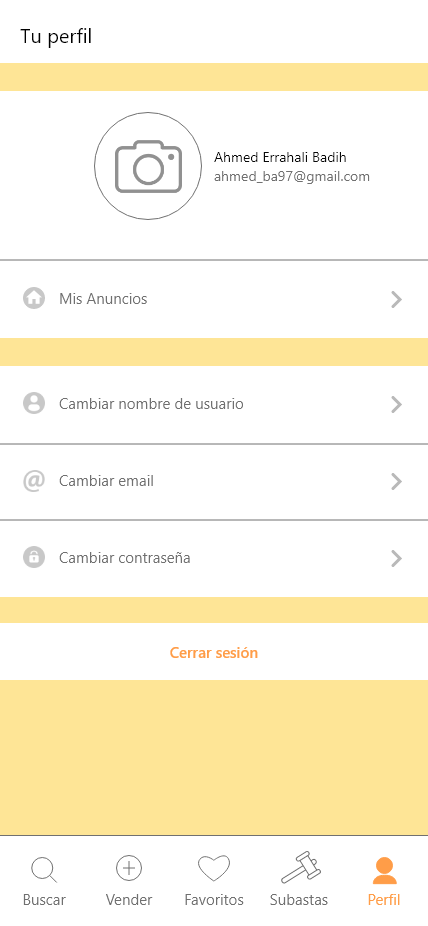 Tu perfil
Ahmed Errahali Badih
ahmed_ba97@gmail.com
Mis Anuncios
Cambiar nombre de usuario
@ Cambiar email
Cambiar contraseña
Cerrar sesión
Buscar Vender Favoritos Subastas Perfil